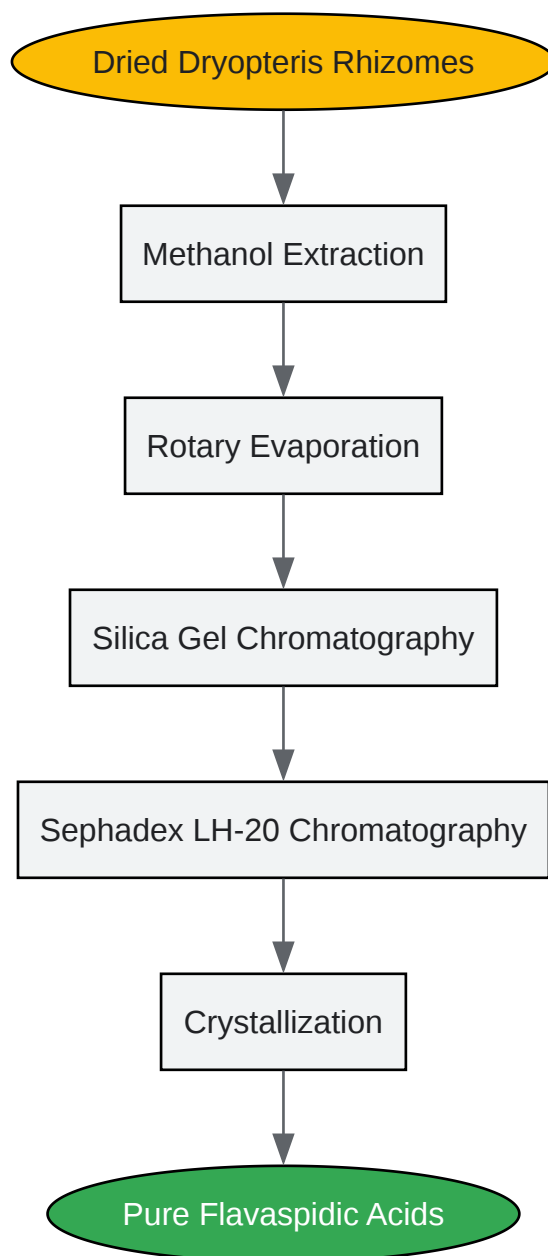 Dried Dryopteris Rhizomes
Methanol Extraction
Rotary Evaporation
Silica Gel Chromatography
Sephadex LH-20 Chromatography
Crystallization
Pure Flavaspidic Acids